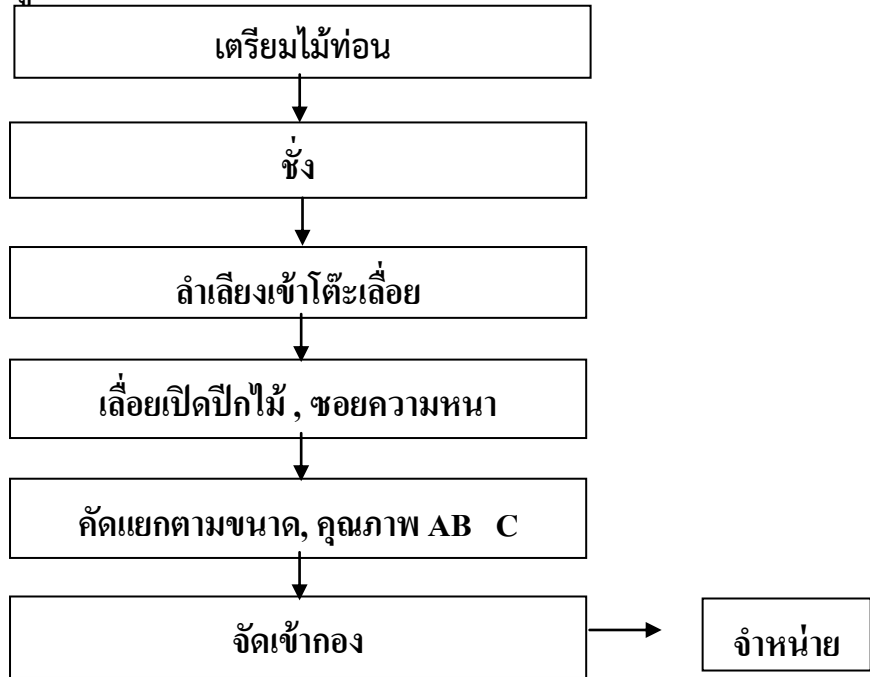 เตรียมไม้ท่อน
ชั่ง
ลำเลียงเข้าโต๊ะเลื่อย
เลื่อยเปิดปีกไม้ , ซอยความหนา
คัดแยกตามขนาด, คุณภาพ AB C
จัดเข้ากอง
จำหน่าย